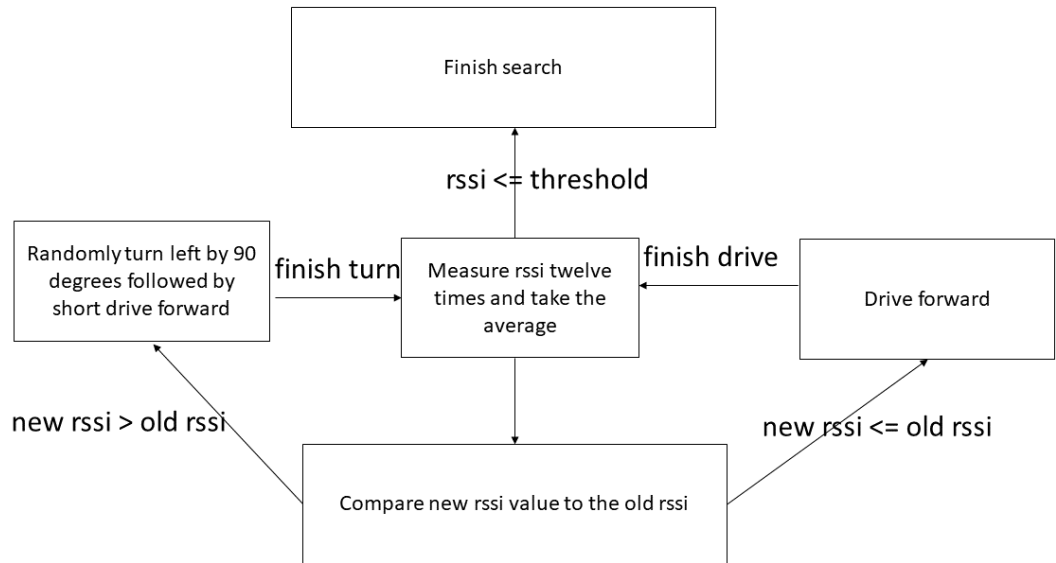 Finish search
rssi <= threshold
Randomly turn left by 90
degrees followed by
short drive forward
finish turn
Measure rssi twelve
times and take the
average
finish drive
Drive forward
new rssi > old rssi
new rssi <= old rssi
Compare new rssi value to the old rssi